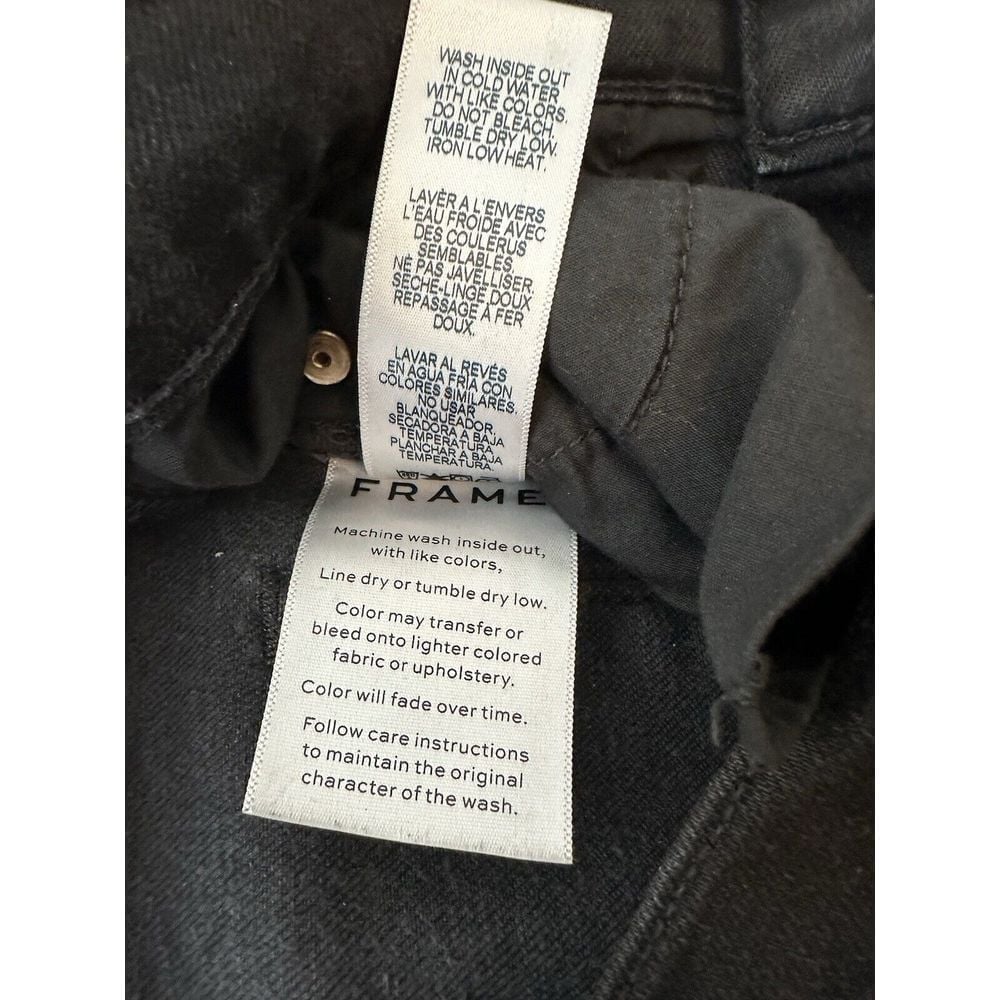 WASH INSIDE OUT
IN COLD WATER
WITH LIKE COLORS.
DO NOT BLEACH.
TUMBLE DRY LOW.
IRON LOW HEAT.
LAVÈR A L'ENVERS
L'EAU FROIDE AVEC
DES COULERUS
SEMBLABLES.
NE PAS JAVELLISER.
SÈCHE-LINGE DOUX
REPASSAGE A FER
DOUX.
LAVAR AL REVÉS
EN AGUA FRIA CON
COLORES SIMILARES.
NO USAR
BLANQUEADOR.
SECADORA A BAJA
TEMPERATURA
PLANCHAR A BAJA
TEMPERATURA.
FRAME
Machine wash inside out,
with like colors,
Line dry or tumble dry low.
Color may transfer or
bleed onto lighter colored
fabric or upholstery.
Color will fade over time.
Follow care instructions
to maintain the original
character of the wash.